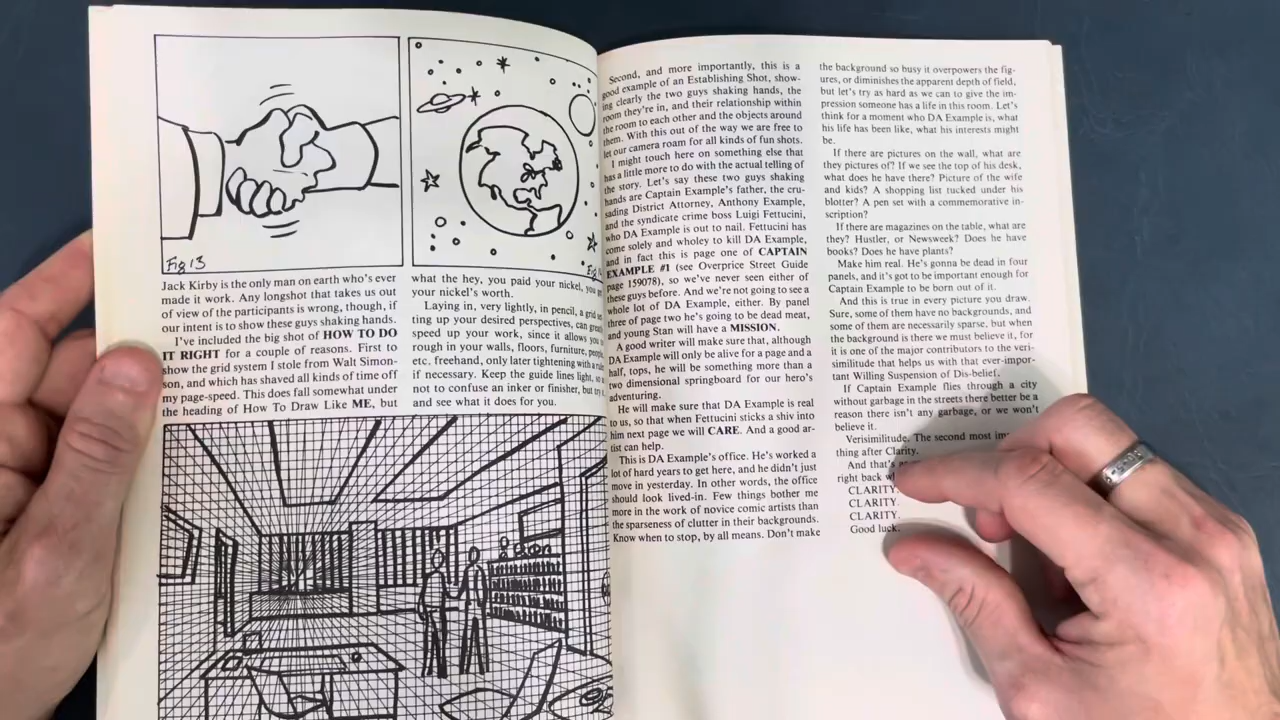 Fig 13
Jack Kirby is the only man on earth who's ever
made it work. Any longshot that takes us out
of view of the participants is wrong, though, if
our intent is to show these guys shaking hands.
I've included the big shot of HOW TO DO
IT RIGHT for a couple of reasons. First to
show the grid system I stole from Walt Simon-
son, and which has shaved all kinds of time off
my page-speed. This does fall somewhat under
the heading of How To Draw Like ME, but
Fig
what the hey, you paid your nickel, you
your nickel's worth.
Laying in, very lightly, in pencil, a grid
ting up your desired perspectives, can
speed up your work, since it allows you
rough in your walls, floors, furniture,
etc. freehand, only later tightening with a
if necessary. Keep the guide lines light,
not to confuse an inker or finisher, but
and see what it does for you.
Second, and more importantly, this is a
good example of an Establishing Shot, show-
ing clearly the two guys shaking hands, the
room they're in, and their relationship within
the room to each other and the objects around
them. With this out of the way we are free to
let our camera roam for all kinds of fun shots.
I might touch here on something else that
has a little more to do with the actual telling of
the story. Let's say these two guys shaking
hands are Captain Example's father, the cru-
sading District Attorney, Anthony Example,
and the syndicate crime boss Luigi Fettucini,
who DA Example is out to nail. Fettucini has
come solely and wholey to kill DA Example,
and in fact this is page one of CAPTAIN
EXAMPLE #1 (see Overprice Street Guide
page 159078), so we've never seen either of
these guys before. And we're not going to see a
whole lot of DA Example, either. By panel
three of page two he's going to be dead meat,
and young Stan will have a MISSION.
A good writer will make sure that, although
DA Example will only be alive for a page and a
half, tops, he will be something more than a
two dimensional springboard for our hero's
adventuring.
He will make sure that DA Example is real
to us, so that when Fettucini sticks a shiv into
him next page we will CARE. And a good ar-
tist can help.
This is DA Example's office. He's worked a
lot of hard years to get here, and he didn't just
move in yesterday. In other words, the office
should look lived-in. Few things bother me
more in the work of novice comic artists than
the sparseness of clutter in their backgrounds.
Know when to stop, by all means. Don't make
the background so busy it overpowers the fig-
ures, or diminishes the apparent depth of field,
but let's try as hard as we can to give the im-
pression someone has a life in this room. Let's
think for a moment who DA Example is, what
his life has been like, what his interests might
be.
If there are pictures on the wall, what are
they pictures of? If we see the top of his desk,
what does he have there? Picture of the wife
and kids? A shopping list tucked under his
blotter? A pen set with a commemorative in-
scription?
If there are magazines on the table, what are
they? Hustler, or Newsweek? Does he have
books? Does he have plants?
Make him real. He's gonna be dead in four
panels, and it's got to be important enough for
Captain Example to be born out of it.
And this is true in every picture you draw.
Sure, some of them have no backgrounds, and
some of them are necessarily sparse, but when
the background is there we must believe it, for
it is one of the major contributors to the veri-
similitude that helps us with that ever-impor-
tant Willing Suspension of Dis-belief.
If Captain Example flies through a city
without garbage in the streets there better be a
reason there isn't any garbage, or we won't
believe it.
Verisimilitude. The second most
thing after Clarity.
And that's
right back
CLARITY.
CLARITY.
CLARITY.
Good luck.